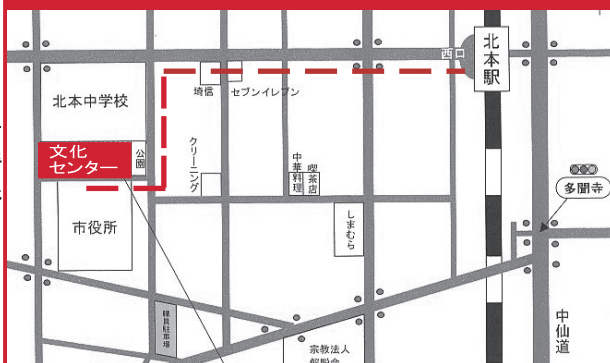 西口
北本駅
埼信
セブンイレブン
北本中学校
文化
センター
公園
クリーニング
中華料理
喫茶店
多聞寺
市役所
しまむら
職員駐車場
中仙道
宗教法人